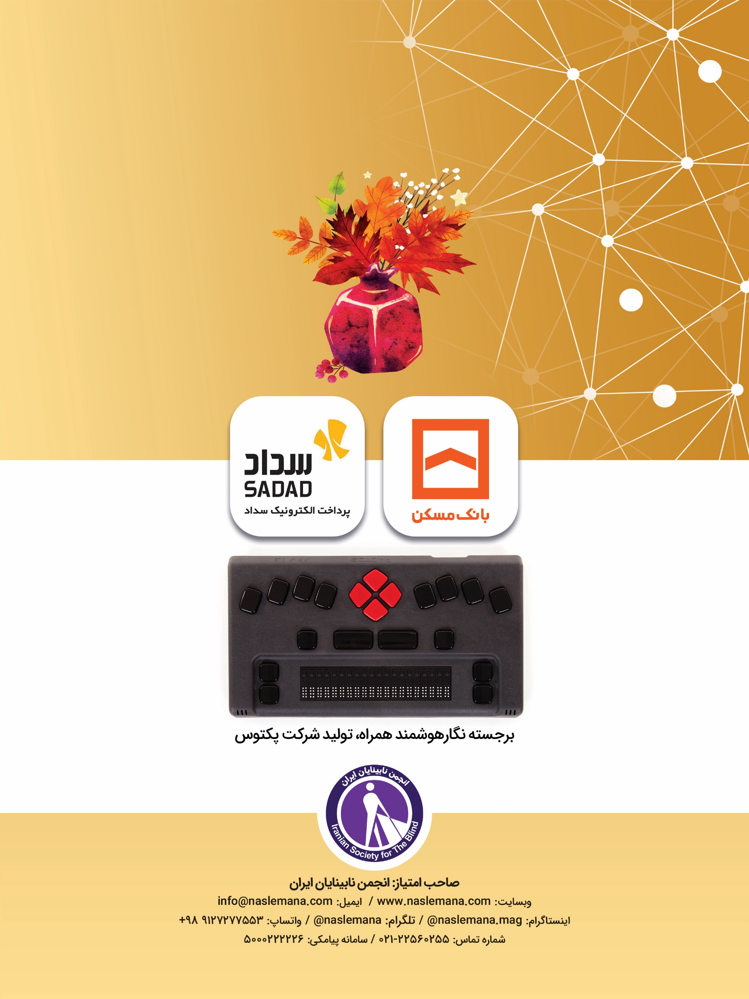 بانک مسکن
سداد
SADAD
پرداخت الکترونیک سداد
PACTOS
برجسته نگارهوشمند همراه، تولید شرکت پکتوس
انجمن نابینایان ایران
Iranian Society for The Blind
صاحب امتیاز: انجمن نابینایان ایران
وبسایت: www.naslemana.com / ایمیل: info@naslemana.com
اینستاگرام: @naslemana.mag / تلگرام: @naslemana / واتساپ: +۹۸ ۹۱۲۷۲۷۷۵۵۳
شماره تماس: ۰۲۱-۲۲۵۶۰۲۵۵ / سامانه پیامکی: ۵۰۰۰۲۲۲۲۲۶